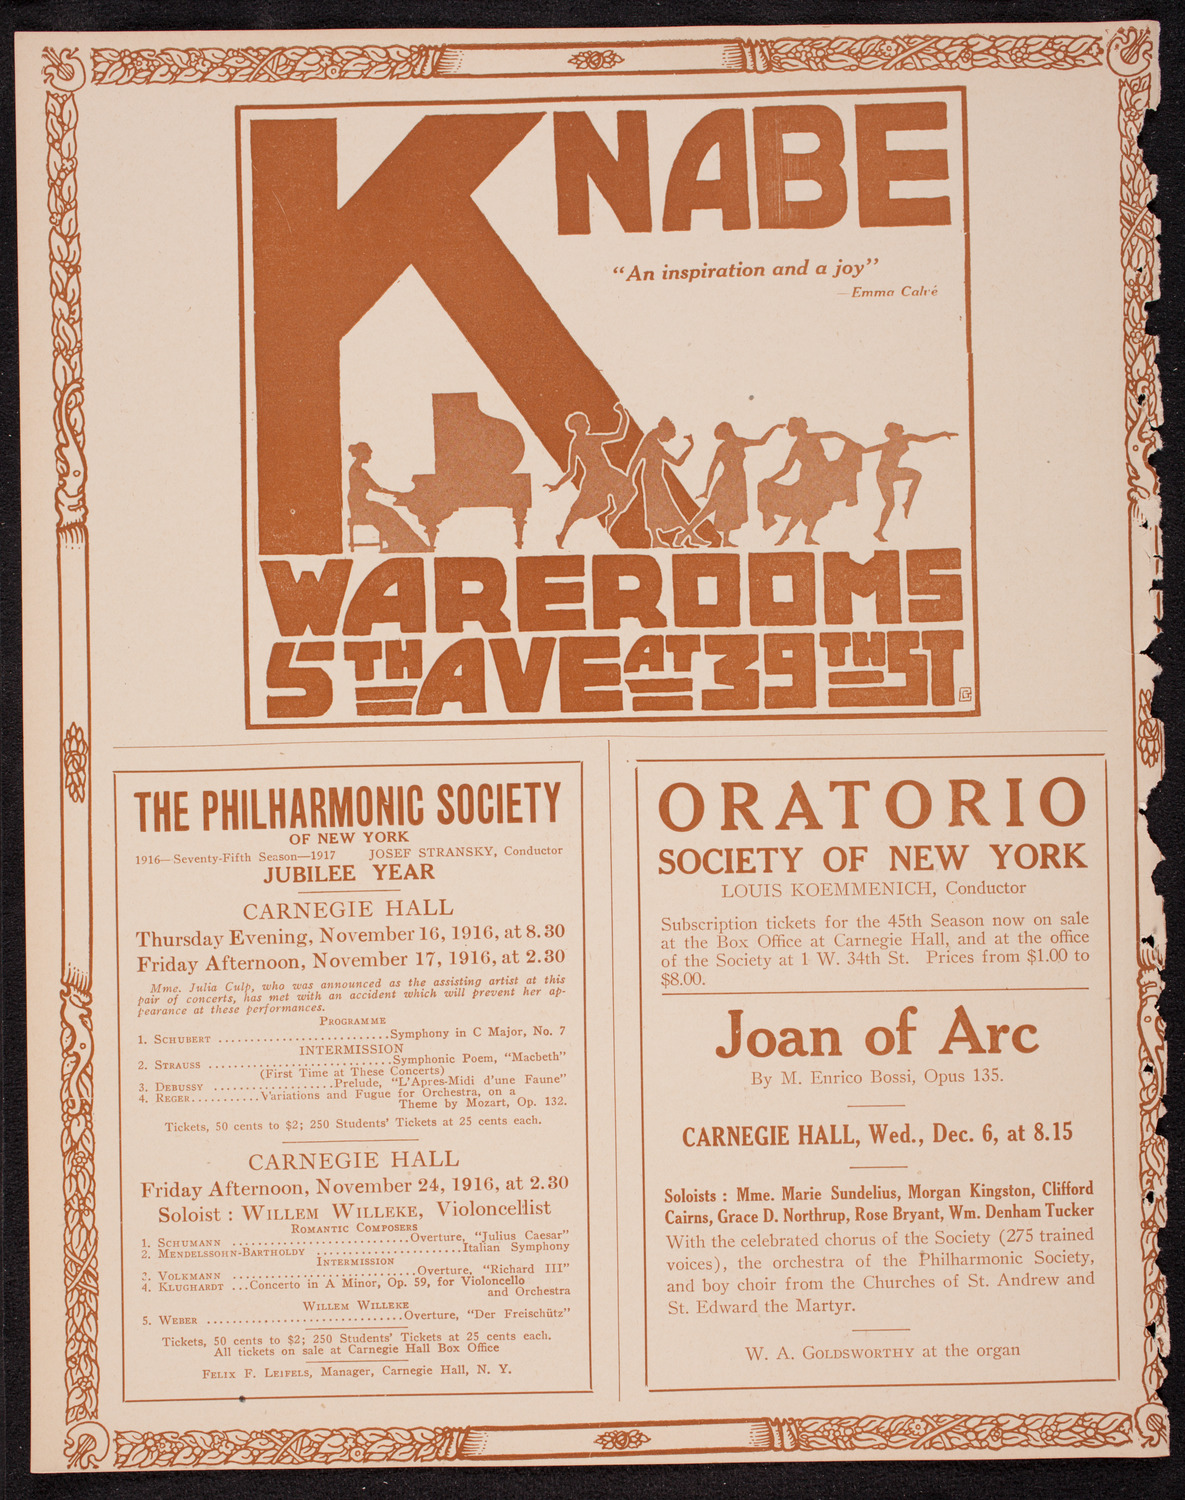 KNABE
"An inspiration and a joy"
—Emma Calvé
WAREROOMS
5TH AVE AT 39TH ST
THE PHILHARMONIC SOCIETY
OF NEW YORK
1916—Seventy-Fifth Season—1917 JOSEF STRANSKY, Conductor
JUBILEE YEAR
CARNEGIE HALL
Thursday Evening, November 16, 1916, at 8.30
Friday Afternoon, November 17, 1916, at 2.30
Mme. Julia Culp, who was announced as the assisting artist at this
pair of concerts, has met with an accident which will prevent her ap-
pearance at these performances.
PROGRAMME
1. SCHUBERT ..........................Symphony in C Major, No. 7
INTERMISSION
2. STRAUSS ...........................Symphonic Poem, "Macbeth"
(First Time at These Concerts)
3. DEBUSSY ..................Prelude, "L'Apres-Midi d'une Faune"
4. REGER...........Variations and Fugue for Orchestra, on a
Theme by Mozart, Op. 132.
Tickets, 50 cents to $2; 250 Students' Tickets at 25 cents each.
CARNEGIE HALL
Friday Afternoon, November 24, 1916, at 2.30
Soloist : WILLEM WILLEKE, Violoncellist
ROMANTIC COMPOSERS
1. SCHUMANN ...........................Overture, "Julius Caesar"
2. MENDELSSOHN-BARTHOLDY ......................Italian Symphony
INTERMISSION
3. VOLKMANN ............................Overture, "Richard III"
4. KLUGHARDT ...Concerto in A Minor, Op. 59, for Violoncello
and Orchestra
WILLEM WILLEKE
5. WEBER ..............................Overture, "Der Freischütz"
Tickets, 50 cents to $2; 250 Students' Tickets at 25 cents each.
All tickets on sale at Carnegie Hall Box Office
FELIX F. LEIFELS, Manager, Carnegie Hall, N. Y.
ORATORIO
SOCIETY OF NEW YORK
LOUIS KOEMMENICH, Conductor
Subscription tickets for the 45th Season now on sale
at the Box Office at Carnegie Hall, and at the office
of the Society at 1 W. 34th St. Prices from $1.00 to
$8.00.
Joan of Arc
By M. Enrico Bossi, Opus 135.
CARNEGIE HALL, Wed., Dec. 6, at 8.15
Soloists : Mme. Marie Sundelius, Morgan Kingston, Clifford
Cairns, Grace D. Northrup, Rose Bryant, Wm. Denham Tucker
With the celebrated chorus of the Society (275 trained
voices), the orchestra of the Philharmonic Society,
and boy choir from the Churches of St. Andrew and
St. Edward the Martyr.
W. A. GOLDSWORTHY at the organ